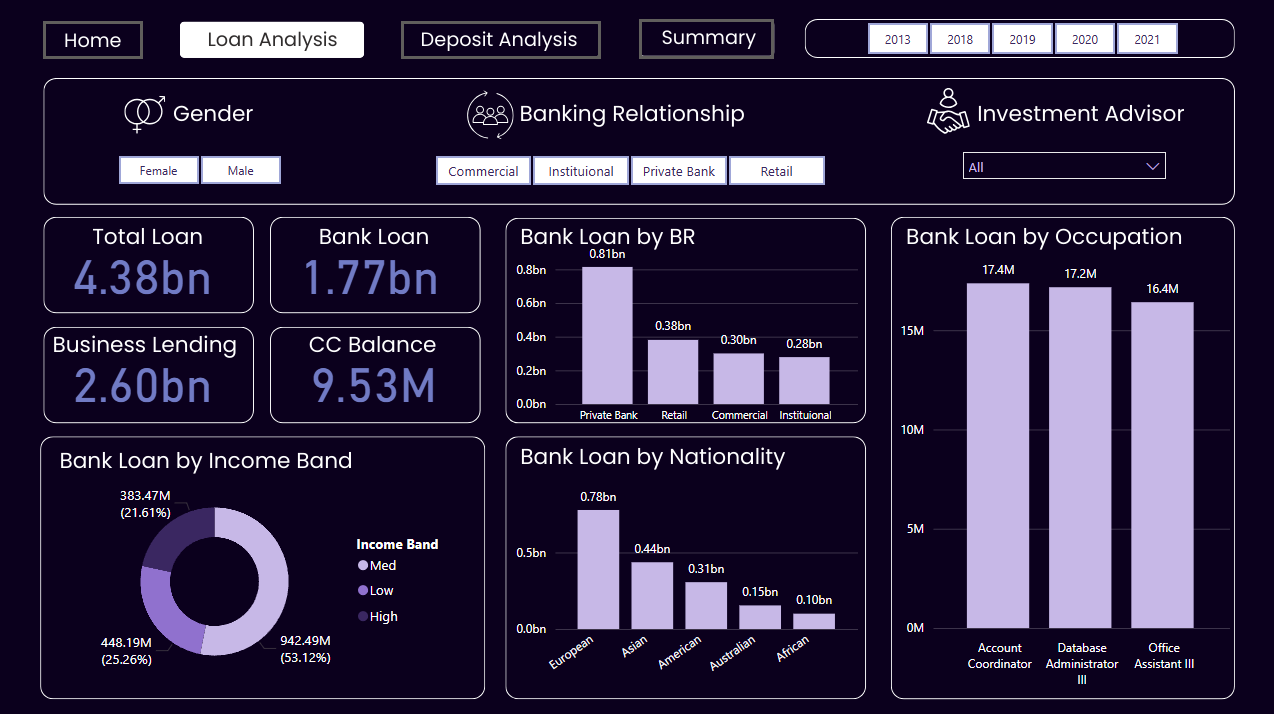 Home
Loan Analysis
Deposit Analysis
Summary
2013
2018
2019
2020
2021
Gender
Female
Male
Banking Relationship
Commercial
Instituional
Private Bank
Retail
Investment Advisor
All
Total Loan
4.38bn
Bank Loan
1.77bn
Business Lending
2.60bn
CC Balance
9.53M
Bank Loan by BR
0.8bn
0.6bn
0.4bn
0.2bn
0.0bn
0.81bn
0.38bn
0.30bn
0.28bn
Private Bank
Retail
Commercial
Instituional
Bank Loan by Occupation
15M
10M
5M
0M
17.4M
17.2M
16.4M
Account
Coordinator
Database
Administrator
III
Office
Assistant III
Bank Loan by Income Band
383.47M
(21.61%)
448.19M
(25.26%)
942.49M
(53.12%)
Income Band
Med
Low
High
Bank Loan by Nationality
0.5bn
0.0bn
0.78bn
0.44bn
0.31bn
0.15bn
0.10bn
European
Asian
American
Australian
African